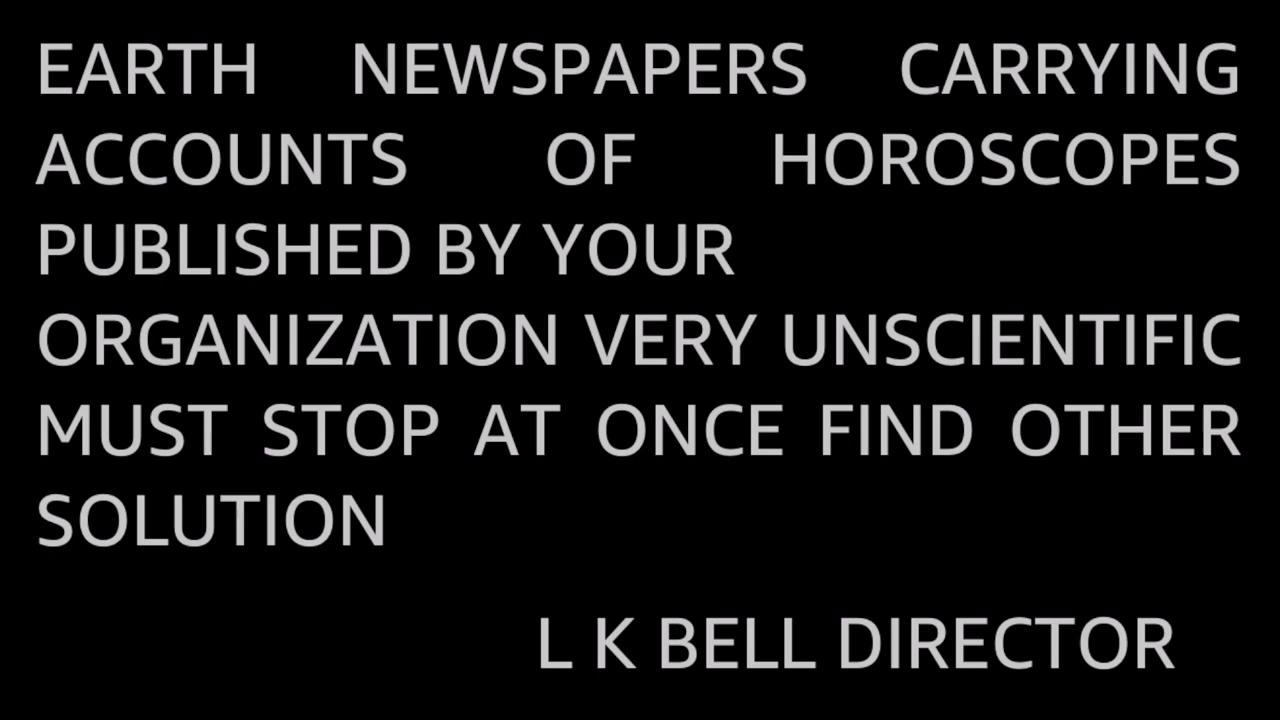 EARTH NEWSPAPERS CARRYING
ACCOUNTS OF HOROSCOPES
PUBLISHED BY YOUR
ORGANIZATION VERY UNSCIENTIFIC
MUST STOP AT ONCE FIND OTHER
SOLUTION
L K BELL DIRECTOR